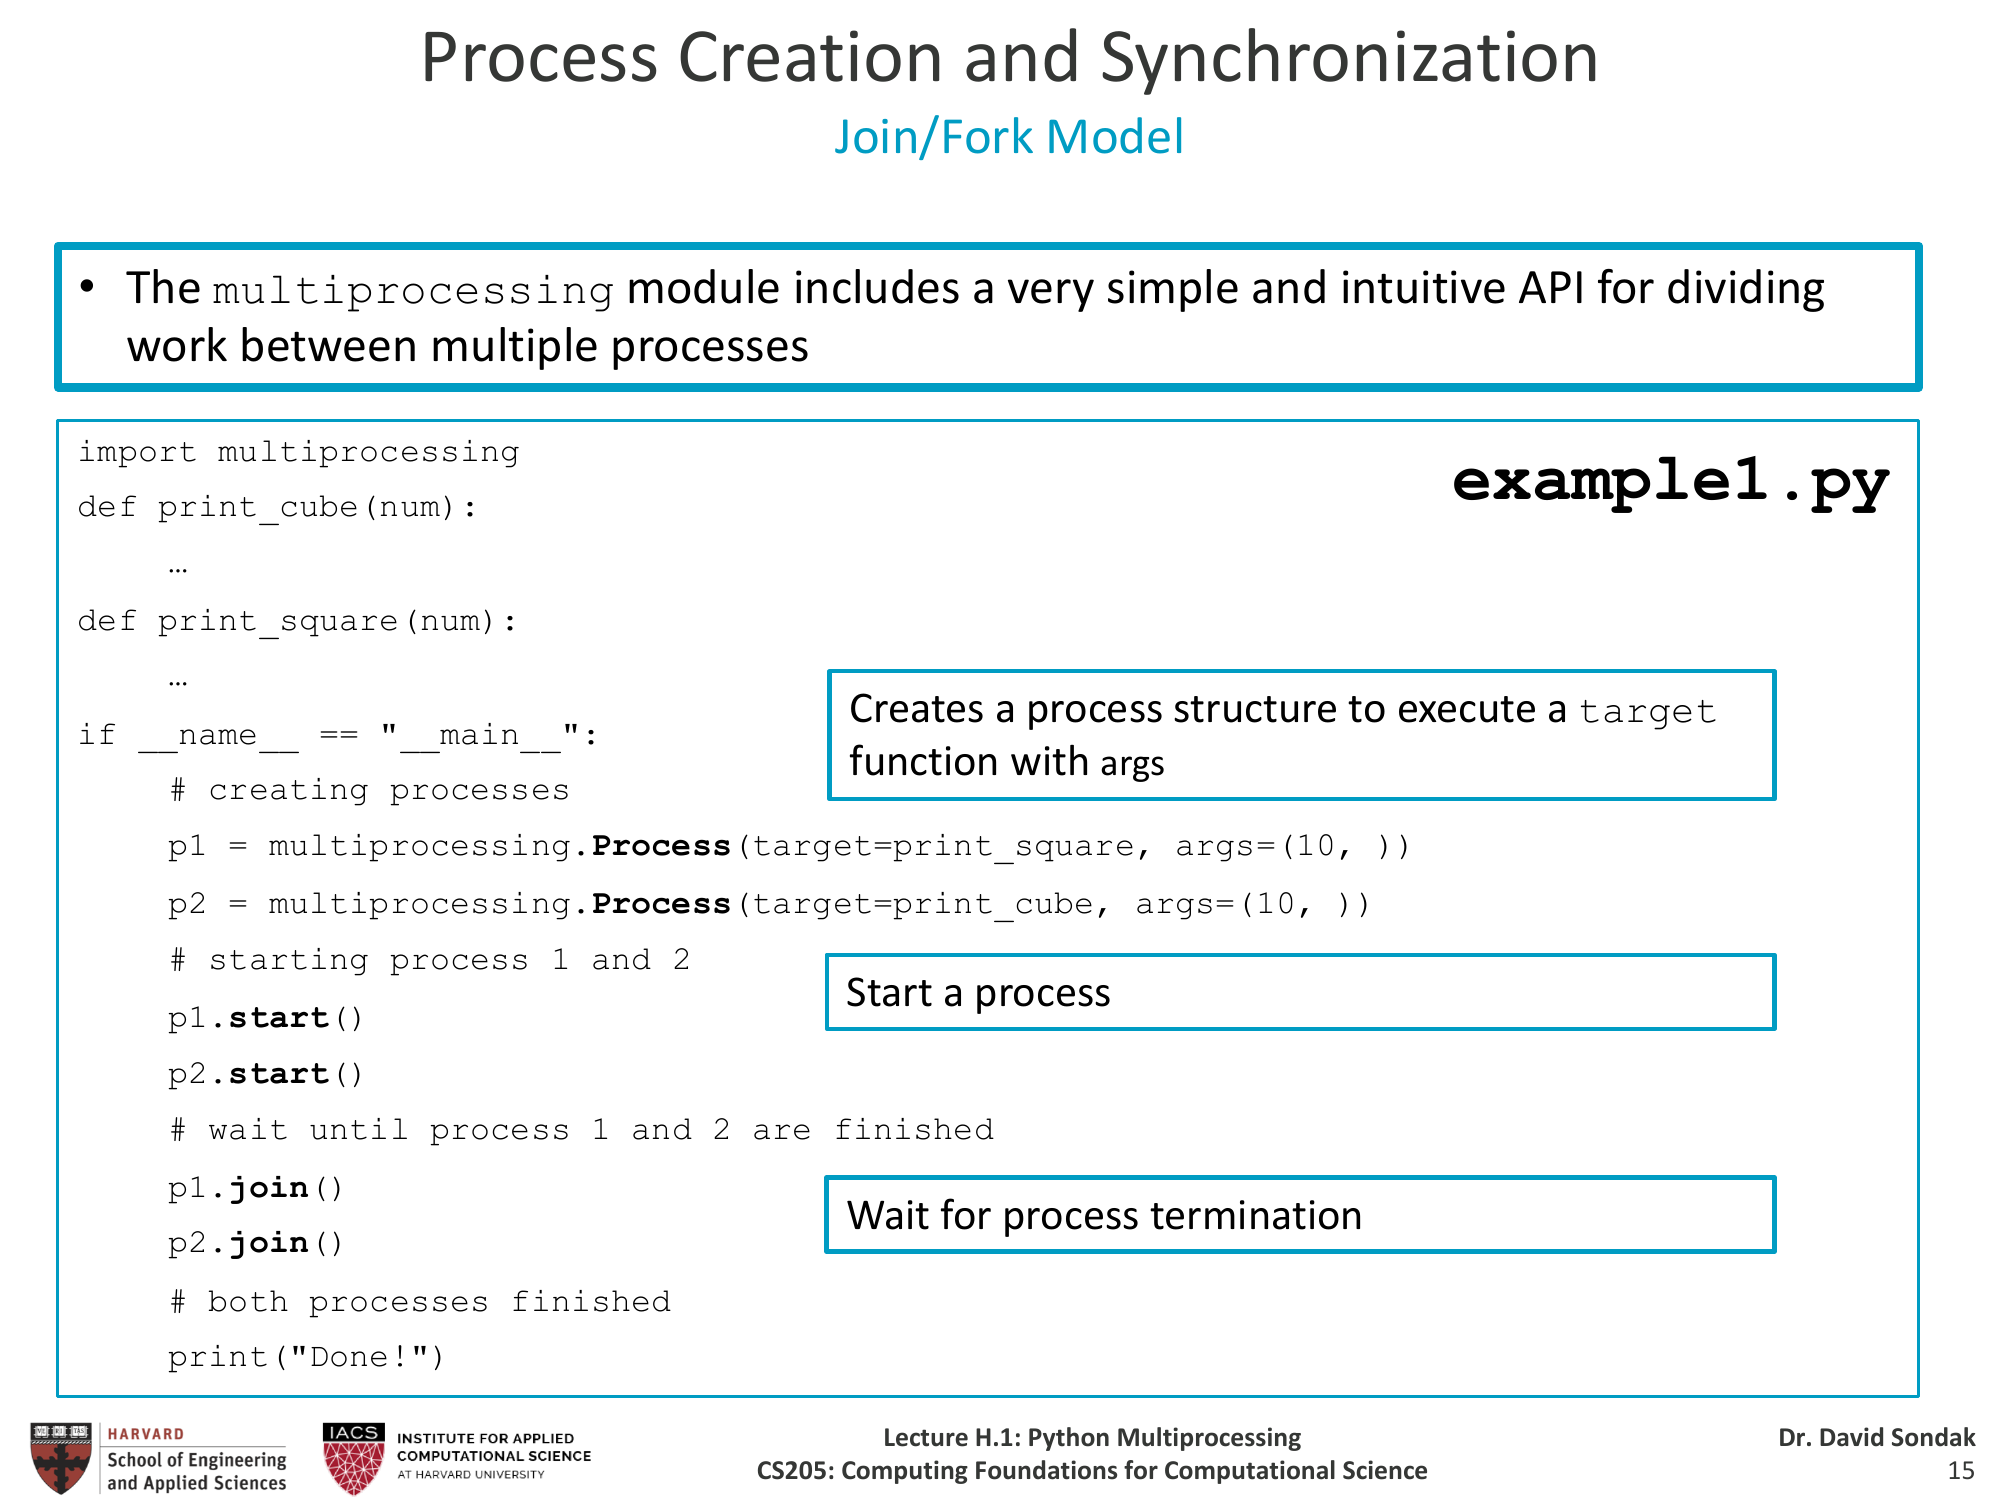 Process Creation and Synchronization
Join/Fork Model
• The multiprocessing module includes a very simple and intuitive API for dividing
work between multiple processes
example1.py
import multiprocessing
def print_cube(num):
…
def print_square(num):
…
if __name__ == "__main__":
# creating processes
Creates a process structure to execute a target
function with args
p1 = multiprocessing.Process(target=print_square, args=(10, ))
p2 = multiprocessing.Process(target=print_cube, args=(10, ))
# starting process 1 and 2
Start a process
p1.start()
p2.start()
# wait until process 1 and 2 are finished
p1.join()
Wait for process termination
p2.join()
# both processes finished
print("Done!")
HARVARD
School of Engineering
and Applied Sciences
IACS
INSTITUTE FOR APPLIED
COMPUTATIONAL SCIENCE
AT HARVARD UNIVERSITY
Lecture H.1: Python Multiprocessing
CS205: Computing Foundations for Computational Science
Dr. David Sondak
15